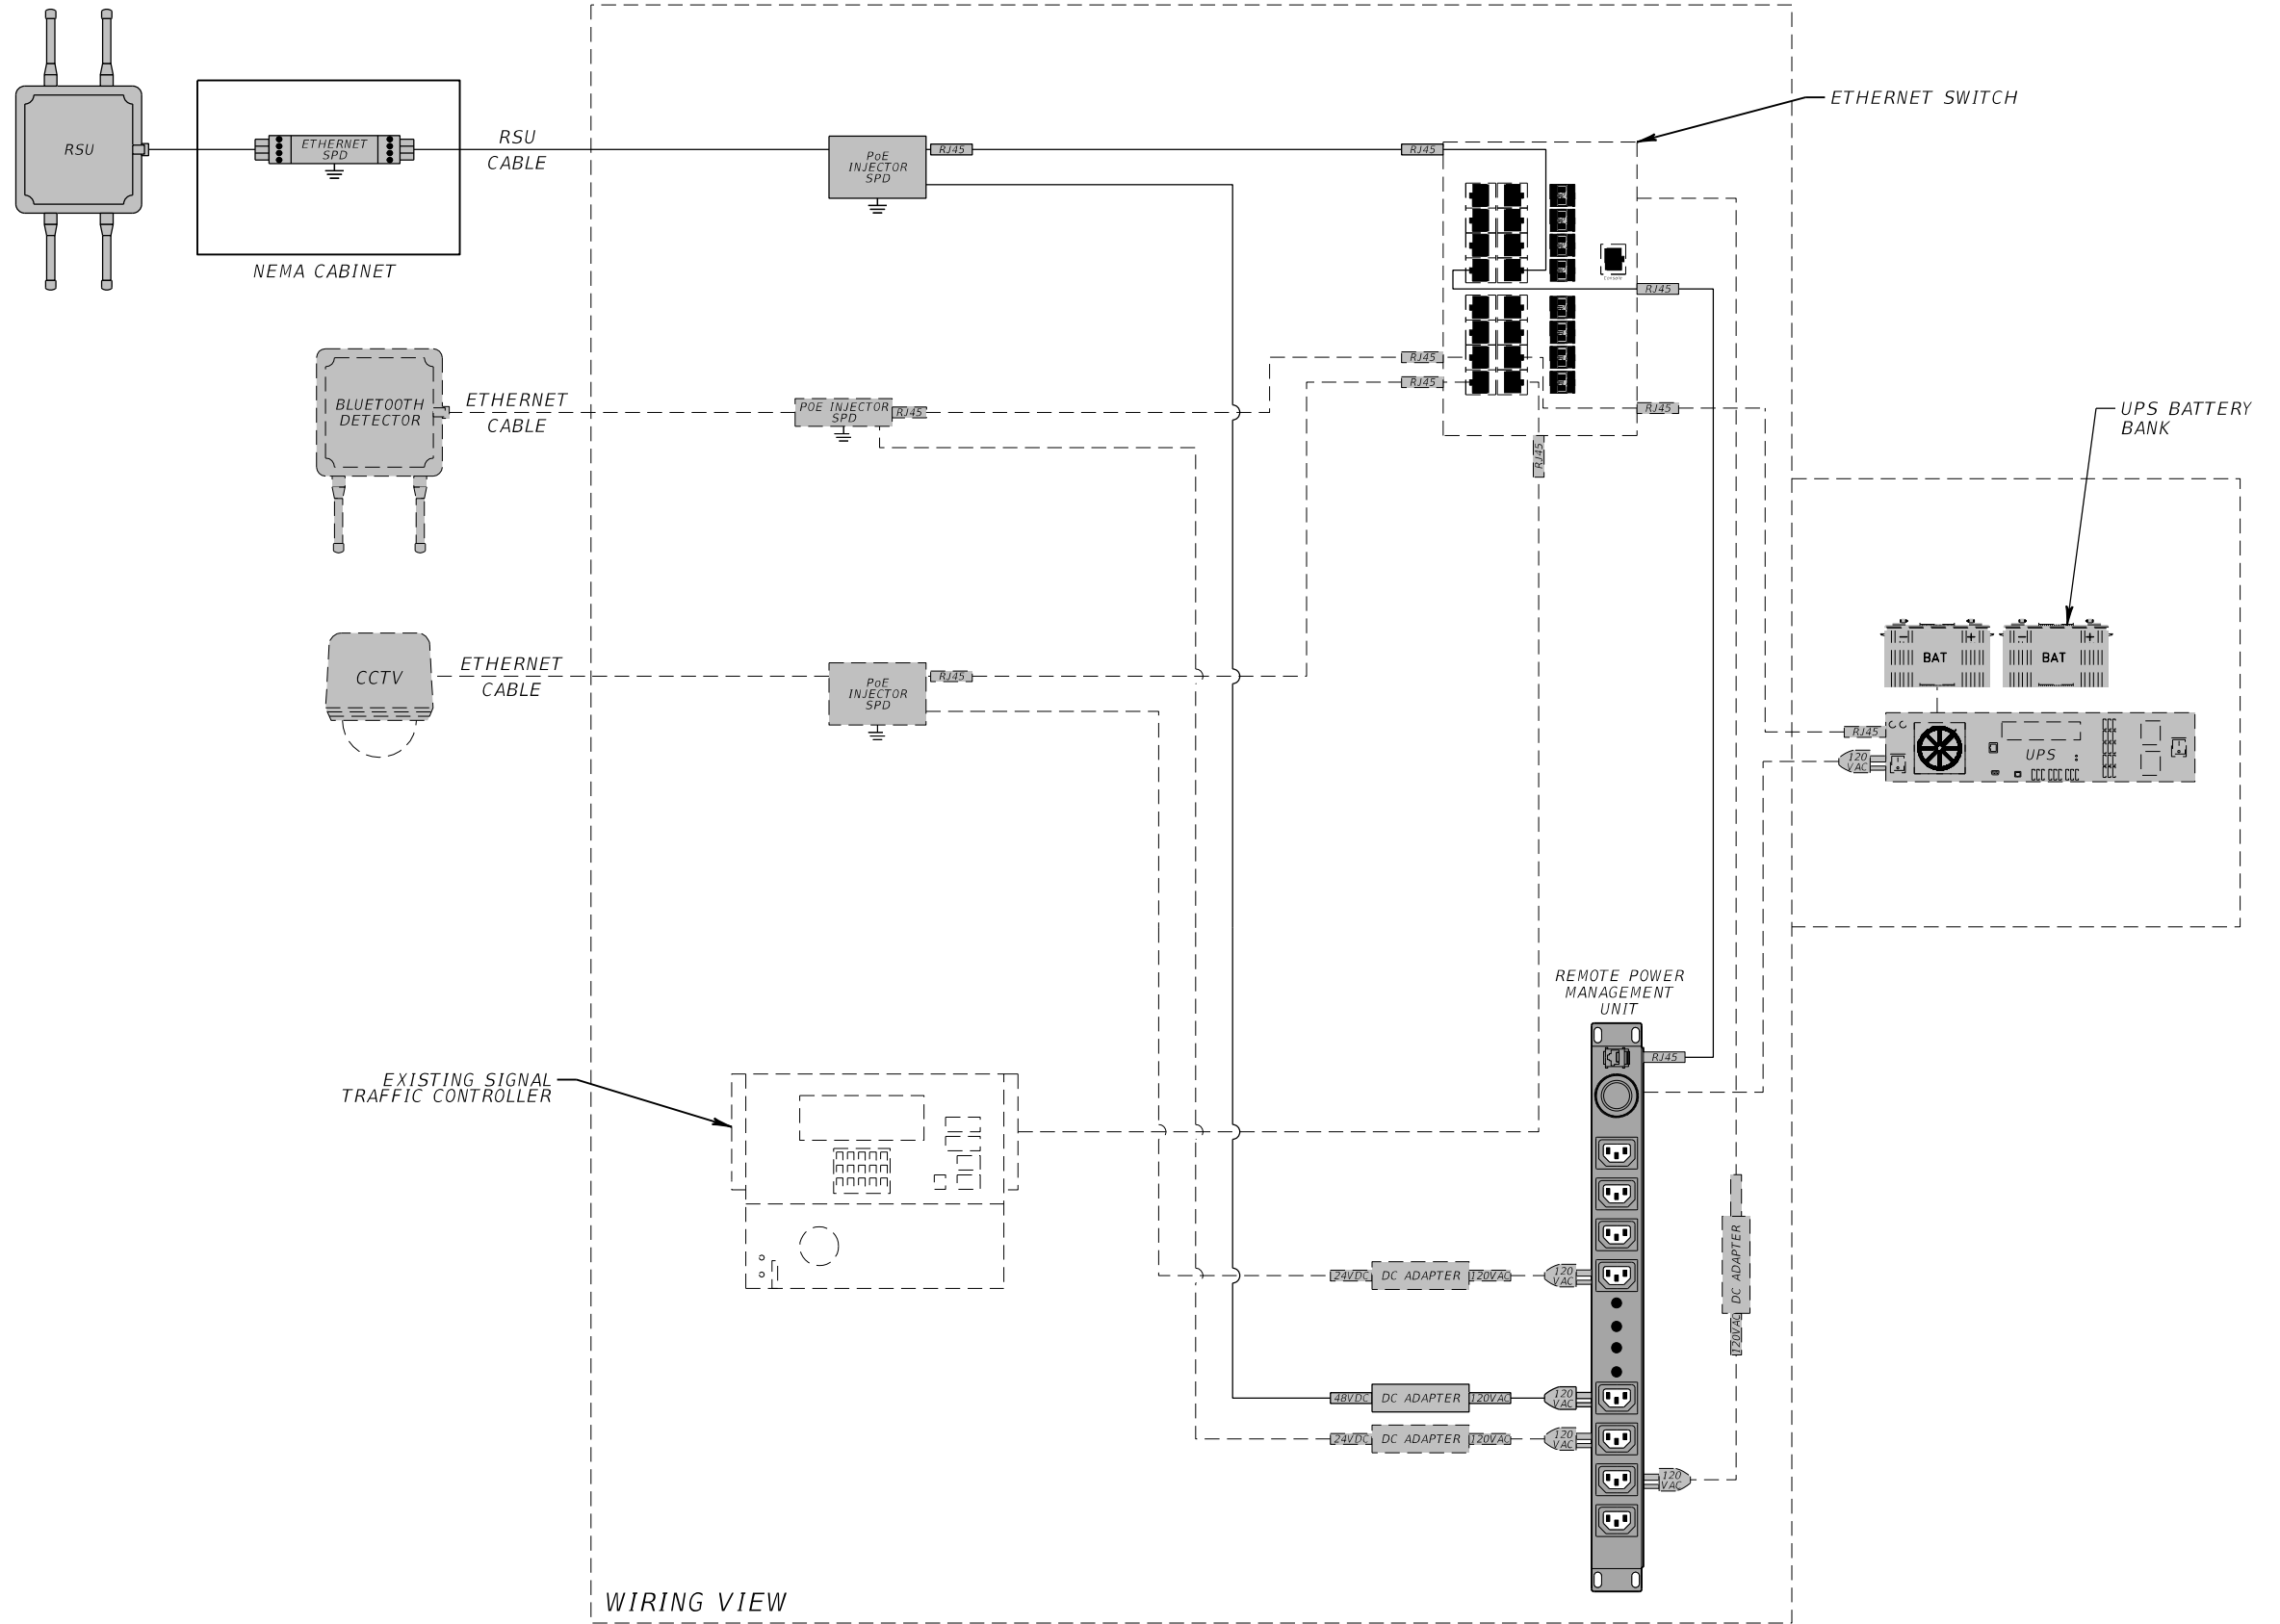 ETHERNET SWITCH
RSU
ETHERNET
SPD
RSU
CABLE
PoE
INJECTOR
SPD
RJ45
RJ45
NEMA CABINET
Console
RJ45
BLUETOOTH
DETECTOR
ETHERNET
CABLE
POE INJECTOR
SPD
RJ45
RJ45
RJ45
RJ45
RJ45
UPS BATTERY
BANK
CCTV
ETHERNET
CABLE
PoE
INJECTOR
SPD
RJ45
BAT
BAT
RJ45
120
VAC
UPS
REMOTE POWER
MANAGEMENT
UNIT
RJ45
EXISTING SIGNAL
TRAFFIC CONTROLLER
24VDC
DC ADAPTER
120VAC
120
VAC
DC ADAPTER
120VAC
48VDC
DC ADAPTER
120VAC
120
VAC
24VDC
DC ADAPTER
120VAC
120
VAC
120
VAC
WIRING VIEW